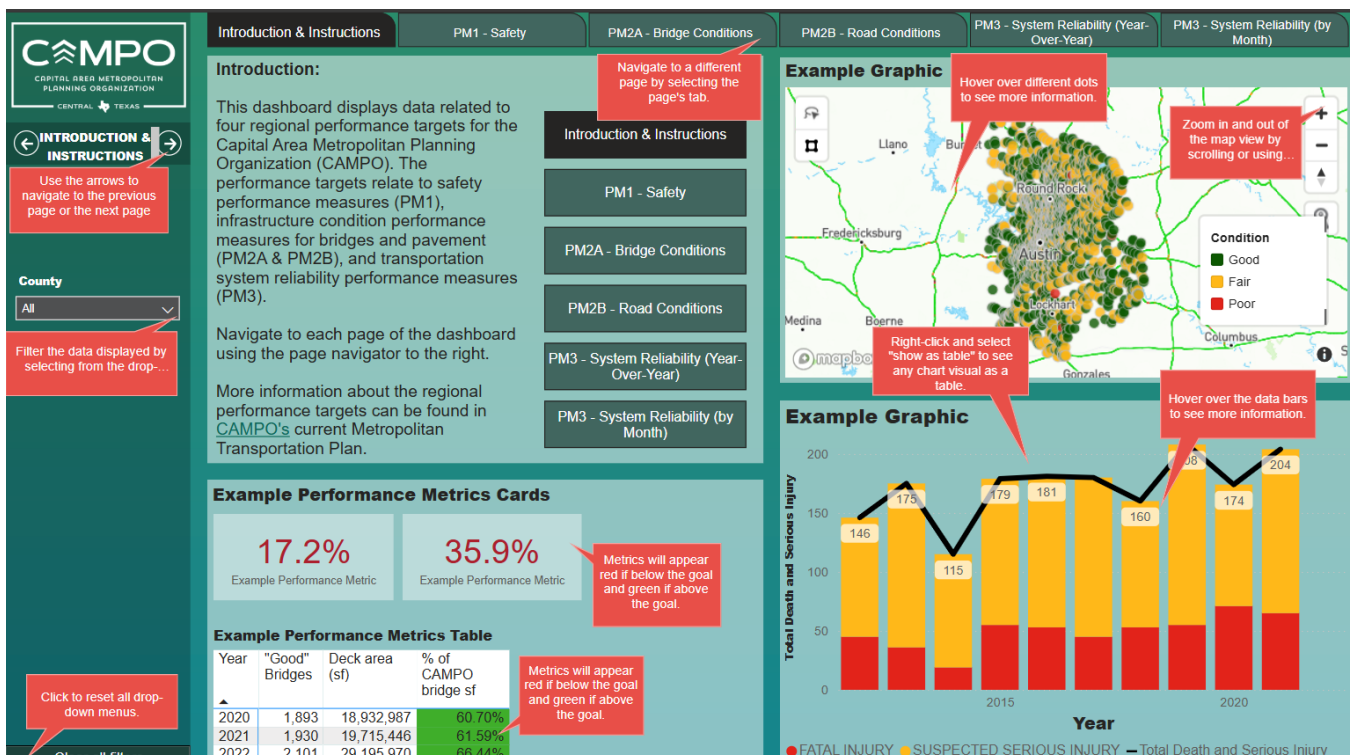 CAMPO
CAPITAL AREA METROPOLITAN
PLANNING ORGANIZATION
CENTRAL TEXAS
INTRODUCTION &
INSTRUCTIONS
Use the arrows to
navigate to the previous
page or the next page
County
All
Filter the data displayed by
selecting from the drop-...
Click to reset all drop-
down menus.
Introduction & Instructions
PM1 - Safety
PM2A - Bridge Conditions
PM2B - Road Conditions
PM3 - System Reliability (Year-
Over-Year)
PM3 - System Reliability (by
Month)
Navigate to a different
page by selecting the
page's tab.
Introduction:
This dashboard displays data related to
four regional performance targets for the
Capital Area Metropolitan Planning
Organization (CAMPO). The
performance targets relate to safety
performance measures (PM1),
infrastructure condition performance
measures for bridges and pavement
(PM2A & PM2B), and transportation
system reliability performance measures
(PM3).
Navigate to each page of the dashboard
using the page navigator to the right.
More information about the regional
performance targets can be found in
CAMPO's current Metropolitan
Transportation Plan.
Introduction & Instructions
PM1 - Safety
PM2A - Bridge Conditions
PM2B - Road Conditions
PM3 - System Reliability (Year-
Over-Year)
PM3 - System Reliability (by
Month)
Example Performance Metrics Cards
17.2%
Example Performance Metric
35.9%
Example Performance Metric
Metrics will appear
red if below the goal
and green if above
the goal.
Example Performance Metrics Table
Year "Good" Bridges Deck area (sf) % of CAMPO bridge sf
2020 1,893 18,932,987 60.70%
2021 1,930 19,715,446 61.59%
2022 2,101 29,195,970 66.44%
Metrics will appear
red if below the goal
and green if above
the goal.
Example Graphic
Hover over different dots
to see more information.
Zoom in and out of
the map view by
scrolling or using...
Llano
Round Rock
Fredericksburg
Austin
Lockhart
Medina
Boerne
Columbus
Gonzales
mapbo
Condition
Good
Fair
Poor
Right-click and select
"show as table" to see
any chart visual as a
table.
Hover over the data bars
to see more information.
Example Graphic
Total Death and Serious Injury
200
150
100
50
0
146
175
115
179
181
160
174
204
2015
2020
Year
FATAL INJURY SUSPECTED SERIOUS INJURY Total Death and Serious Injury